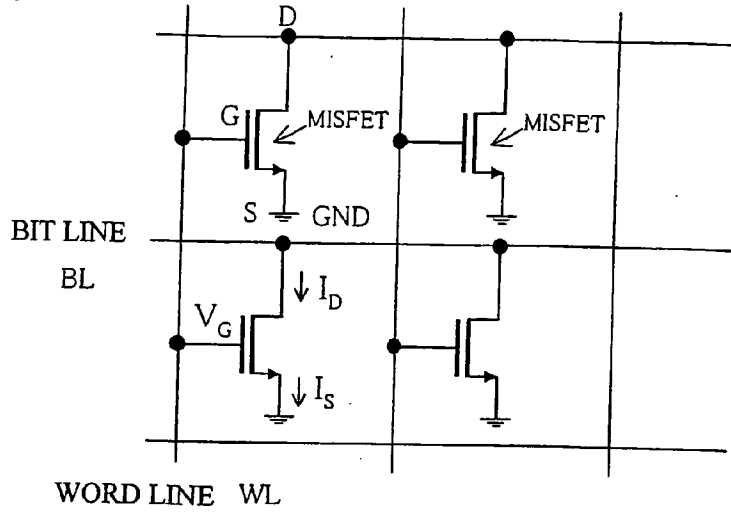 D
G MISFET MISFET
S GND
BIT LINE
BL
I_D
V_G
I_S
WORD LINE WL